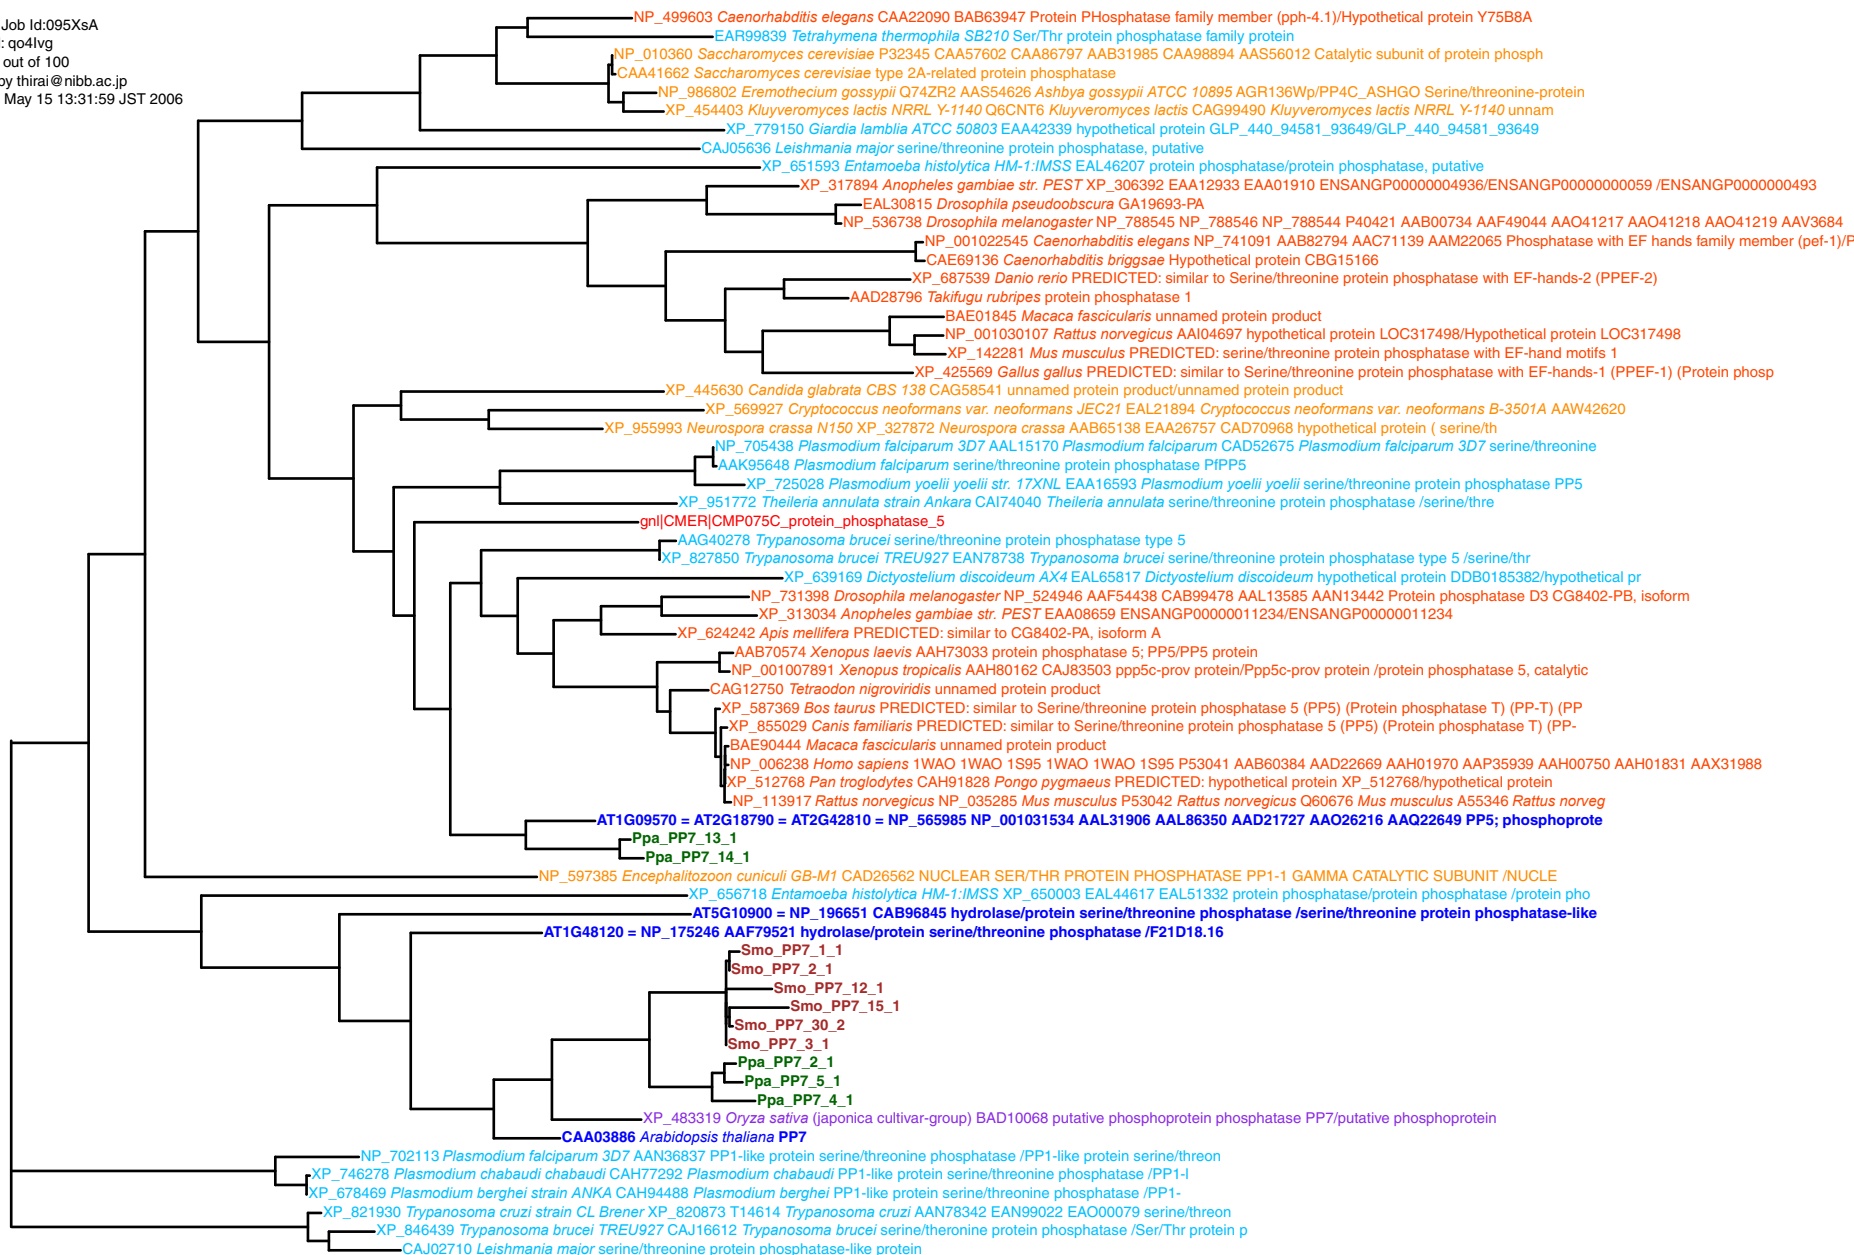 Job Id:095XsA
: qo4Ivg
out of 100
by thirai@nibb.ac.jp
May 15 13:31:59 JST 2006
NP_499603 Caenorhabditis elegans CAA22090 BAB63947 Protein PHosphatase family member (pph-4.1)/Hypothetical protein Y75B8A
EAR99839 Tetrahymena thermophila SB210 Ser/Thr protein phosphatase family protein
NP_010360 Saccharomyces cerevisiae P32345 CAA57602 CAA86797 AAB31985 CAA98894 AAS56012 Catalytic subunit of protein phosph
CAA41662 Saccharomyces cerevisiae type 2A-related protein phosphatase
NP_986802 Eremothecium gossypii Q74ZR2 AAS54626 Ashbya gossypii ATCC 10895 AGR136Wp/PP4C_ASHGO Serine/threonine-protein
XP_454403 Kluyveromyces lactis NRRL Y-1140 Q6CNT6 Kluyveromyces lactis CAG99490 Kluyveromyces lactis NRRL Y-1140 unnam
XP_779150 Giardia lamblia ATCC 50803 EAA42339 hypothetical protein GLP_440_94581_93649/GLP_440_94581_93649
CAJ05636 Leishmania major serine/threonine protein phosphatase, putative
XP_651593 Entamoeba histolytica HM-1:IMSS EAL46207 protein phosphatase/protein phosphatase, putative
XP_317894 Anopheles gambiae str. PEST XP_306392 EAA12933 EAA01910 ENSANGP00000004936/ENSANGP00000000059 /ENSANGP0000000493
EAL30815 Drosophila pseudoobscura GA19693-PA
NP_536738 Drosophila melanogaster NP_788545 NP_788546 NP_788544 P40421 AAB00734 AAF49044 AAO41217 AAO41218 AAO41219 AAV3684
NP_001022545 Caenorhabditis elegans NP_741091 AAB82794 AAC71139 AAM22065 Phosphatase with EF hands family member (pef-1)/P
CAE69136 Caenorhabditis briggsae Hypothetical protein CBG15166
XP_687539 Danio rerio PREDICTED: similar to Serine/threonine protein phosphatase with EF-hands-2 (PPEF-2)
AAD28796 Takifugu rubripes protein phosphatase 1
BAE01845 Macaca fascicularis unnamed protein product
NP_001030107 Rattus norvegicus AAI04697 hypothetical protein LOC317498/Hypothetical protein LOC317498
XP_142281 Mus musculus PREDICTED: serine/threonine protein phosphatase with EF-hand motifs 1
XP_425569 Gallus gallus PREDICTED: similar to Serine/threonine protein phosphatase with EF-hands-1 (PPEF-1) (Protein phosp
XP_445630 Candida glabrata CBS 138 CAG58541 unnamed protein product/unnamed protein product
XP_569927 Cryptococcus neoformans var. neoformans JEC21 EAL21894 Cryptococcus neoformans var. neoformans B-3501A AAW42620
XP_955993 Neurospora crassa N150 XP_327872 Neurospora crassa AAB65138 EAA26757 CAD70968 hypothetical protein ( serine/th
NP_705438 Plasmodium falciparum 3D7 AAL15170 Plasmodium falciparum CAD52675 Plasmodium falciparum 3D7 serine/threonine
AAK95648 Plasmodium falciparum serine/threonine protein phosphatase PfPP5
XP_725028 Plasmodium yoelii yoelii str. 17XNL EAA16593 Plasmodium yoelii yoelii serine/threonine protein phosphatase PP5
XP_951772 Theileria annulata strain Ankara CAI74040 Theileria annulata serine/threonine protein phosphatase /serine/thre
gnl|CMER|CMP075C_protein_phosphatase_5
AAG40278 Trypanosoma brucei serine/threonine protein phosphatase type 5
XP_827850 Trypanosoma brucei TREU927 EAN78738 Trypanosoma brucei serine/threonine protein phosphatase type 5 /serine/thr
XP_639169 Dictyostelium discoideum AX4 EAL65817 Dictyostelium discoideum hypothetical protein DDB0185382/hypothetical pr
NP_731398 Drosophila melanogaster NP_524946 AAF54438 CAB99478 AAL13585 AAN13442 Protein phosphatase D3 CG8402-PB, isoform
XP_313034 Anopheles gambiae str. PEST EAA08659 ENSANGP00000011234/ENSANGP00000011234
XP_624242 Apis mellifera PREDICTED: similar to CG8402-PA, isoform A
AAB70574 Xenopus laevis AAH73033 protein phosphatase 5; PP5/PP5 protein
NP_001007891 Xenopus tropicalis AAH80162 CAJ83503 ppp5c-prov protein/Ppp5c-prov protein /protein phosphatase 5, catalytic
CAG12750 Tetraodon nigroviridis unnamed protein product
XP_587369 Bos taurus PREDICTED: similar to Serine/threonine protein phosphatase 5 (PP5) (Protein phosphatase T) (PP-T) (PP
XP_855029 Canis familiaris PREDICTED: similar to Serine/threonine protein phosphatase 5 (PP5) (Protein phosphatase T) (PP-
BAE90444 Macaca fascicularis unnamed protein product
NP_006238 Homo sapiens 1WAO 1WAO 1S95 1WAO 1WAO 1S95 P53041 AAB60384 AAD22669 AAH01970 AAP35939 AAH00750 AAH01831 AAX31988
XP_512768 Pan troglodytes CAH91828 Pongo pygmaeus PREDICTED: hypothetical protein XP_512768/hypothetical protein
NP_113917 Rattus norvegicus NP_035285 Mus musculus P53042 Rattus norvegicus Q60676 Mus musculus A55346 Rattus norveg
AT1G09570 = AT2G18790 = AT2G42810 = NP_565985 NP_001031534 AAL31906 AAL86350 AAD21727 AAO26216 AAQ22649 PP5; phosphoprote
Ppa_PP7_13_1
Ppa_PP7_14_1
NP_597385 Encephalitozoon cuniculi GB-M1 CAD26562 NUCLEAR SER/THR PROTEIN PHOSPHATASE PP1-1 GAMMA CATALYTIC SUBUNIT /NUCLE
XP_656718 Entamoeba histolytica HM-1:IMSS XP_650003 EAL44617 EAL51332 protein phosphatase/protein phosphatase /protein pho
AT5G10900 = NP_196651 CAB96845 hydrolase/protein serine/threonine phosphatase /serine/threonine protein phosphatase-like
AT1G48120 = NP_175246 AAF79521 hydrolase/protein serine/threonine phosphatase /F21D18.16
Smo_PP7_1_1
Smo_PP7_2_1
Smo_PP7_12_1
Smo_PP7_15_1
Smo_PP7_30_2
Smo_PP7_3_1
Ppa_PP7_2_1
Ppa_PP7_5_1
Ppa_PP7_4_1
XP_483319 Oryza sativa (japonica cultivar-group) BAD10068 putative phosphoprotein phosphatase PP7/putative phosphoprotein
CAA03886 Arabidopsis thaliana PP7
NP_702113 Plasmodium falciparum 3D7 AAN36837 PP1-like protein serine/threonine phosphatase /PP1-like protein serine/threon
XP_746278 Plasmodium chabaudi chabaudi CAH77292 Plasmodium chabaudi PP1-like protein serine/threonine phosphatase /PP1-l
XP_678469 Plasmodium berghei strain ANKA CAH94488 Plasmodium berghei PP1-like protein serine/threonine phosphatase /PP1-
XP_821930 Trypanosoma cruzi strain CL Brener XP_820873 T14614 Trypanosoma cruzi AAN78342 EAN99022 EAO00079 serine/threon
XP_846439 Trypanosoma brucei TREU927 CAJ16612 Trypanosoma brucei serine/theronine protein phosphatase /Ser/Thr protein p
CAJ02710 Leishmania major serine/threonine protein phosphatase-like protein